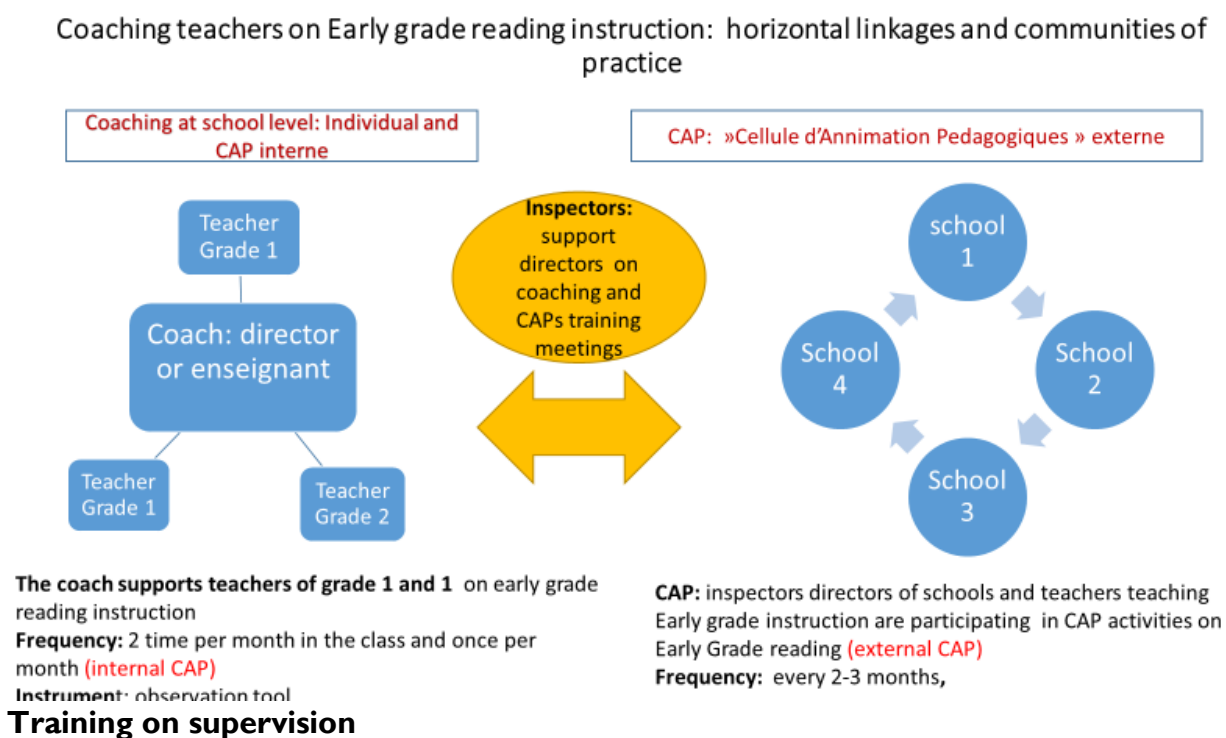 Coaching teachers on Early grade reading instruction: horizontal linkages and communities of
practice
Coaching at school level: Individual and
CAP interne
CAP: »Cellule d’Annimation Pedagogiques » externe
Teacher
Grade 1
Coach: director
or enseignant
Teacher
Grade 1
Teacher
Grade 2
Inspectors:
support
directors on
coaching and
CAPs training
meetings
school
1
School
2
School
3
School
4
The coach supports teachers of grade 1 and 1 on early grade
reading instruction
Frequency: 2 time per month in the class and once per
month (internal CAP)
Instrument: observation tool
CAP: inspectors directors of schools and teachers teaching
Early grade instruction are participating in CAP activities on
Early Grade reading (external CAP)
Frequency: every 2-3 months,
Training on supervision